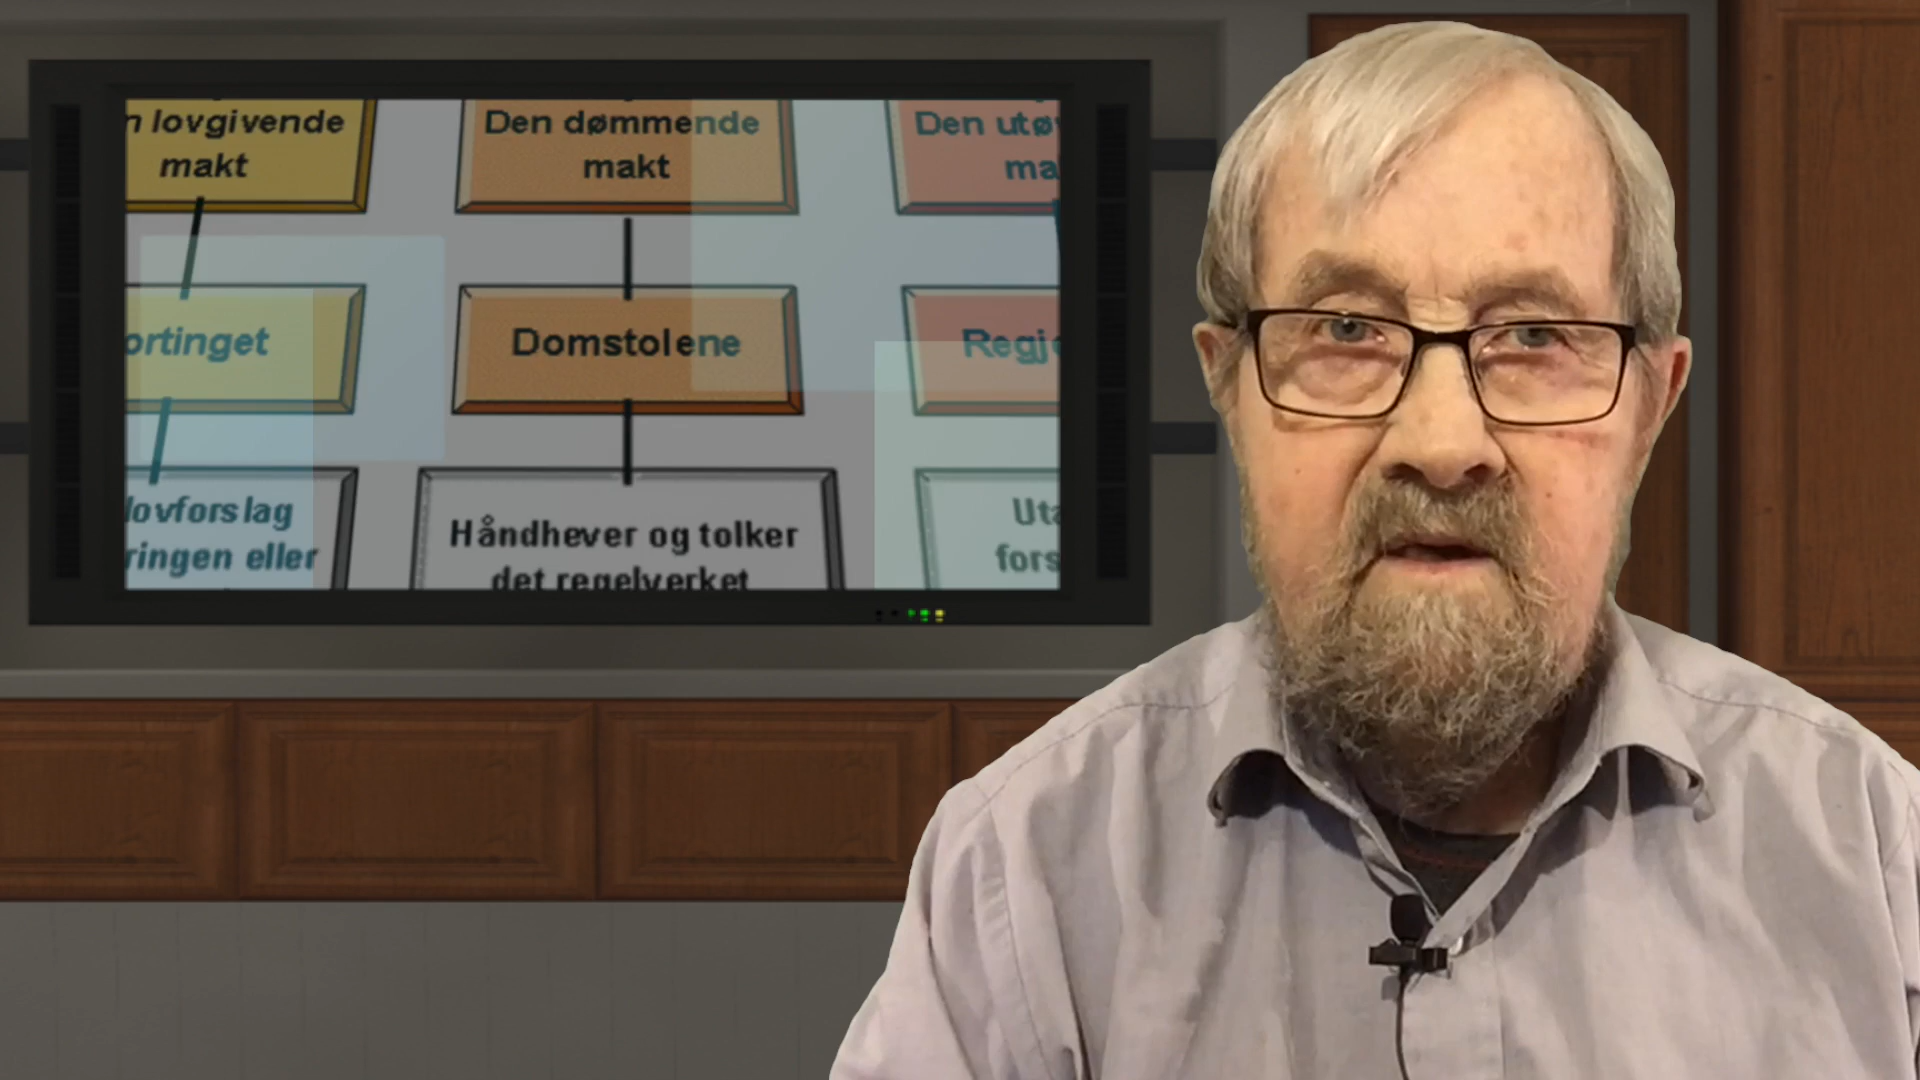 n lovgivende
makt
Den dømmende
makt
Den utøv
ma
ortinget
Domstolene
Regje
lovforslag
ringen eller
Håndhever og tolker
det regelverket
Uta
fors